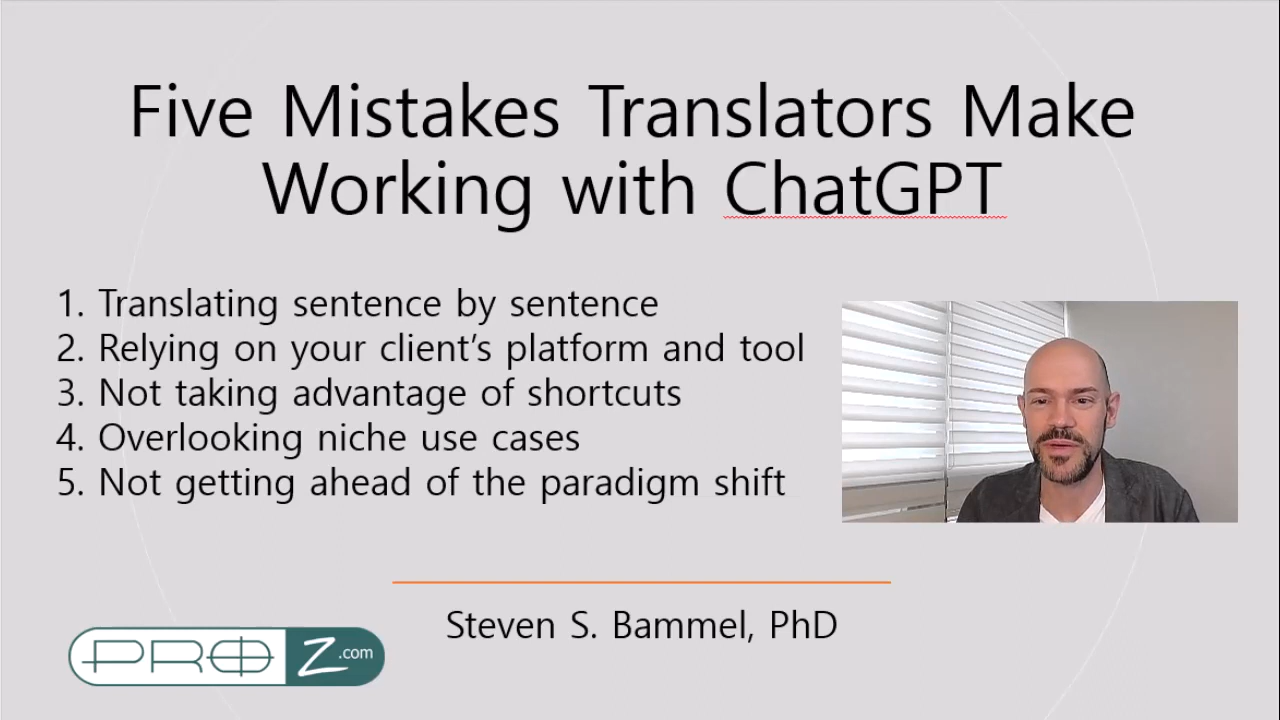 Five Mistakes Translators Make
Working with ChatGPT
1. Translating sentence by sentence
2. Relying on your client’s platform and tool
3. Not taking advantage of shortcuts
4. Overlooking niche use cases
5. Not getting ahead of the paradigm shift
Steven S. Bammel, PhD
PROZ.com